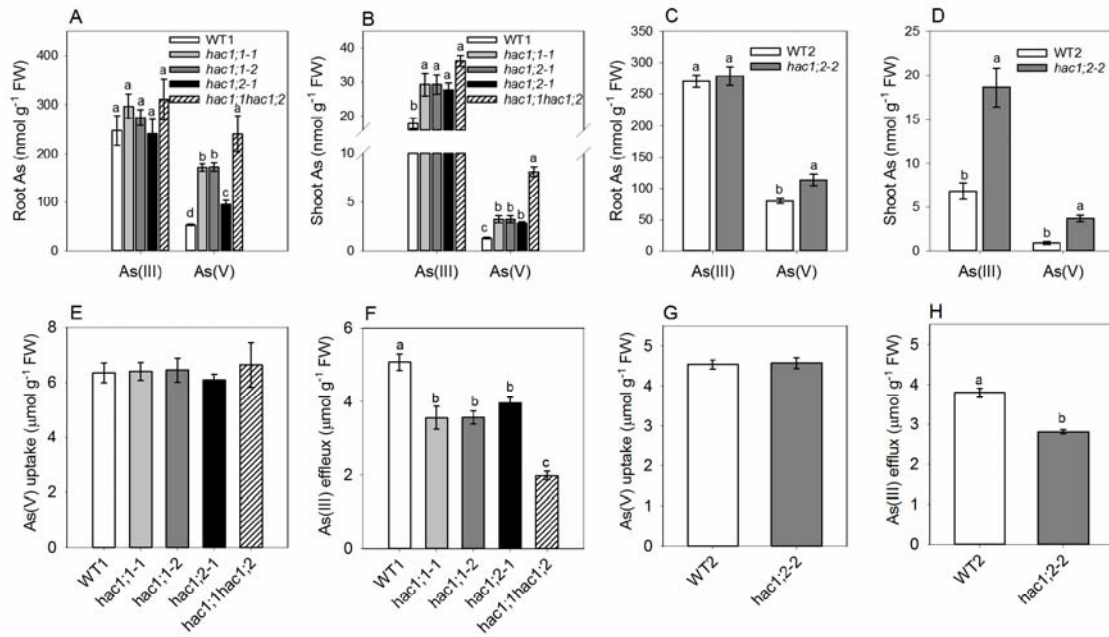 A
Root As (nmol g⁻¹ FW)
400
300
200
100
0
WT1
hac1;1-1
hac1;1-2
hac1;2-1
hac1;1hac1;2
a
a
a
a
a
d
b
b
c
a
As(III)
As(V)
B
Shoot As (nmol g⁻¹ FW)
40
30
20
10
5
0
WT1
hac1;1-1
hac1;2-1
hac1;2-1
hac1;1hac1;2
b
a
a
a
a
c
b
b
b
a
As(III)
As(V)
C
Root As (nmol g⁻¹ FW)
350
300
250
200
150
100
50
0
WT2
hac1;2-2
a
a
b
a
As(III)
As(V)
D
Shoot As (nmol g⁻¹ FW)
25
20
15
10
5
0
WT2
hac1;2-2
b
a
b
a
As(III)
As(V)
E
As(V) uptake (μmol g⁻¹ FW)
8
6
4
2
0
WT1
hac1;1-1
hac1;1-2
hac1;2-1
hac1;1hac1;2
F
As(III) effleux (μmol g⁻¹ FW)
6
4
2
0
a
b
b
b
c
WT1
hac1;1-1
hac1;1-2
hac1;2-1
hac1;1hac1;2
G
As(V) uptake (μmol g⁻¹ FW)
5
4
3
2
1
0
WT2
hac1;2-2
H
As(III) efflux (μmol g⁻¹ FW)
5
4
3
2
1
0
a
b
WT2
hac1;2-2